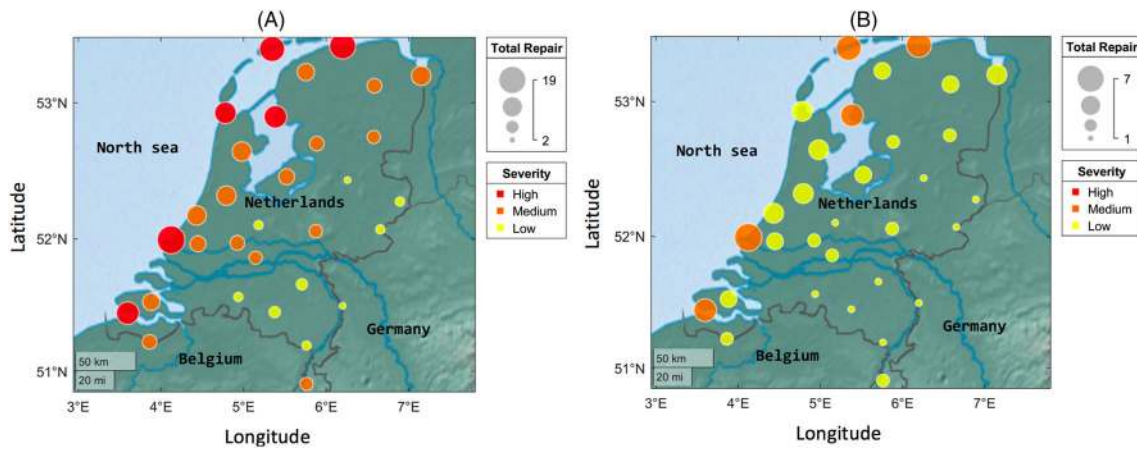 (A)
Total Repair
19
2
Severity
High
Medium
Low
North sea
Netherlands
Germany
Belgium
50 km
20 mi
53°N
52°N
51°N
Latitude
3°E 4°E 5°E 6°E 7°E
Longitude
(B)
Total Repair
7
1
Severity
High
Medium
Low
North sea
Netherlands
Germany
Belgium
50 km
20 mi
53°N
52°N
51°N
Latitude
3°E 4°E 5°E 6°E 7°E
Longitude